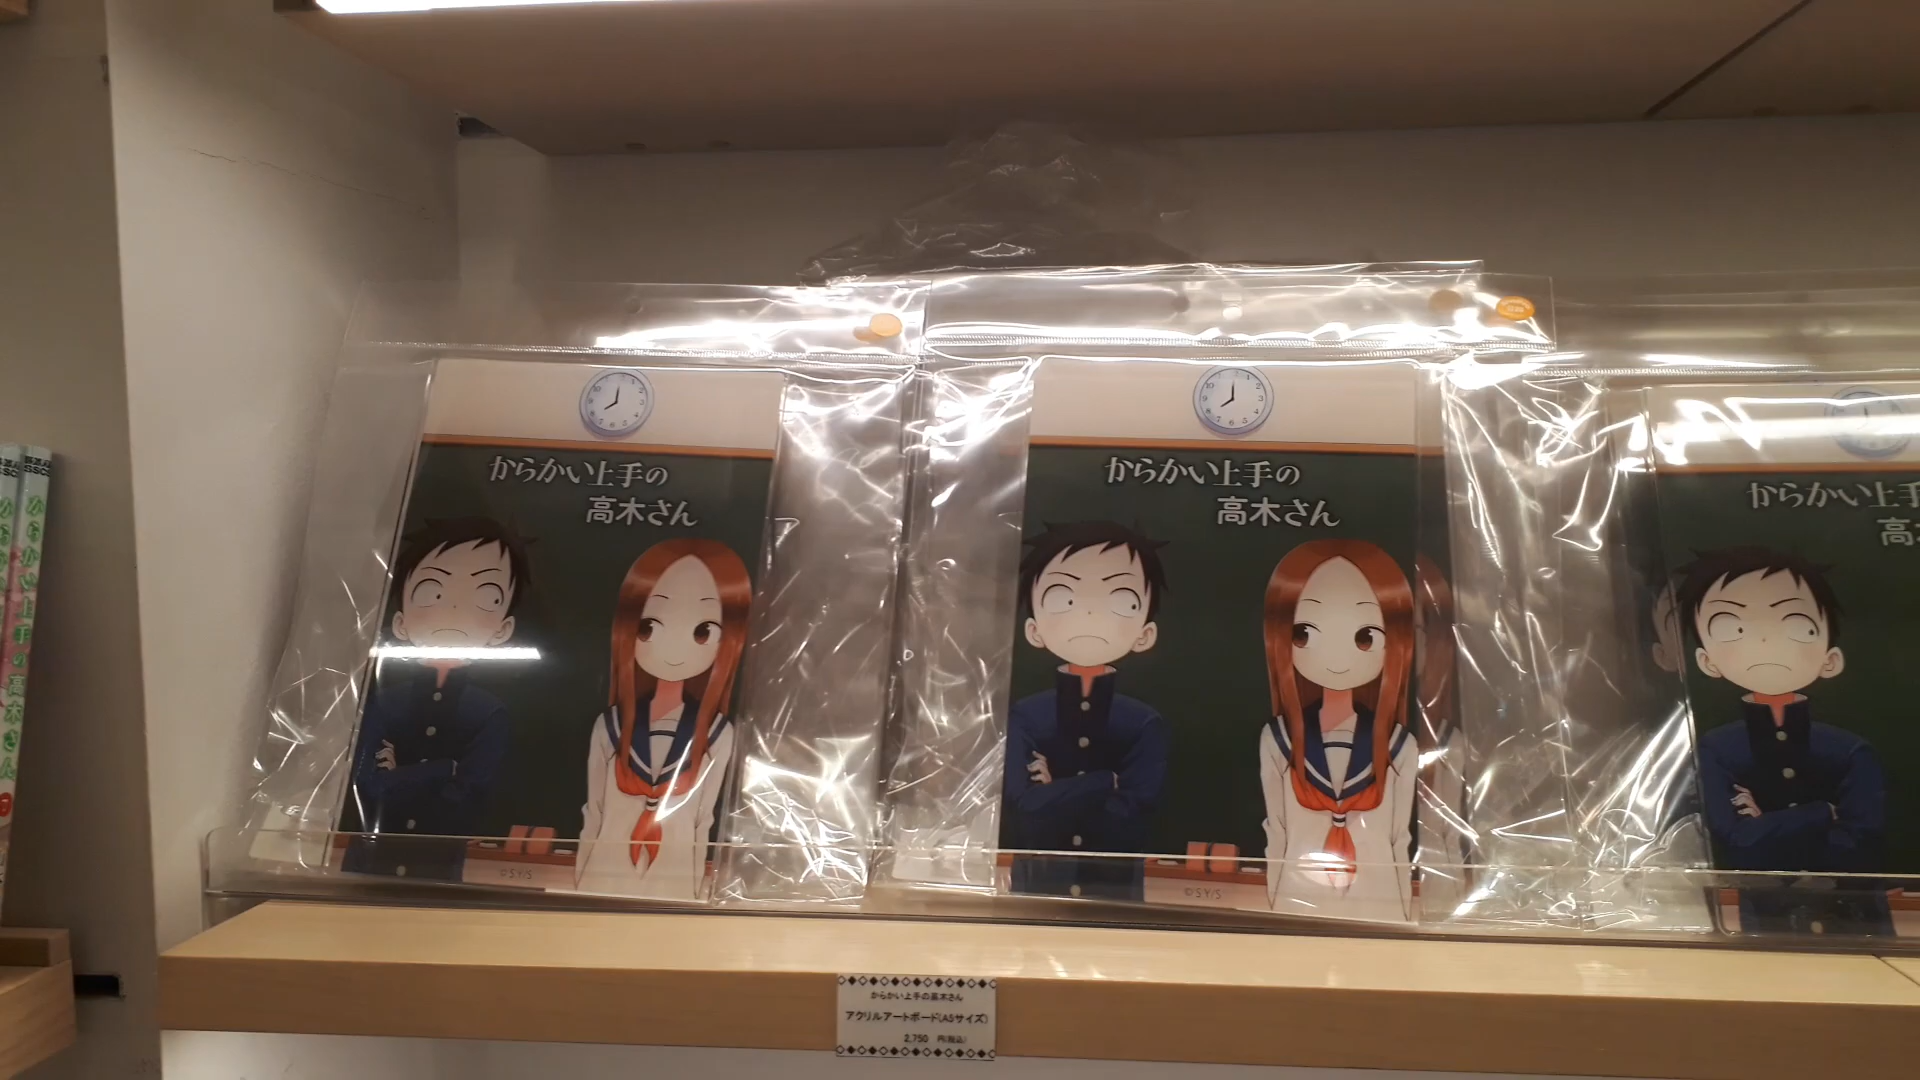 からかい上手の
高木さん
©S.Y/S
からかい上手の
高木さん
©S.Y/S
からかい上手
高
からかい上手の高木さん
からかい上手の高木さん
アクリルアートボード(A5サイズ)
2,750 円(税込)